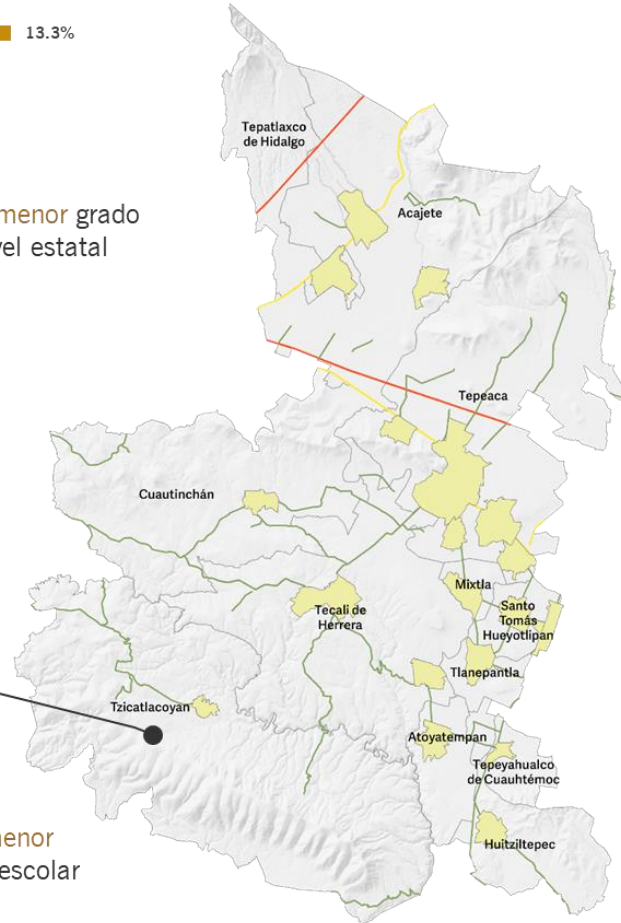 13.3%
Tepatlaxco
de Hidalgo
menor grado
Acajete
vel estatal
Tepeaca
Cuautinchán
Mixtla
Tecali de
Herrera
Santo
Tomás
Hueyotlipan
Tlanepantla
Tzicatlacoyan
Atoyatempan
Tepeyahualco
de Cuauhtémoc
menor
Huitziltepec
escolar